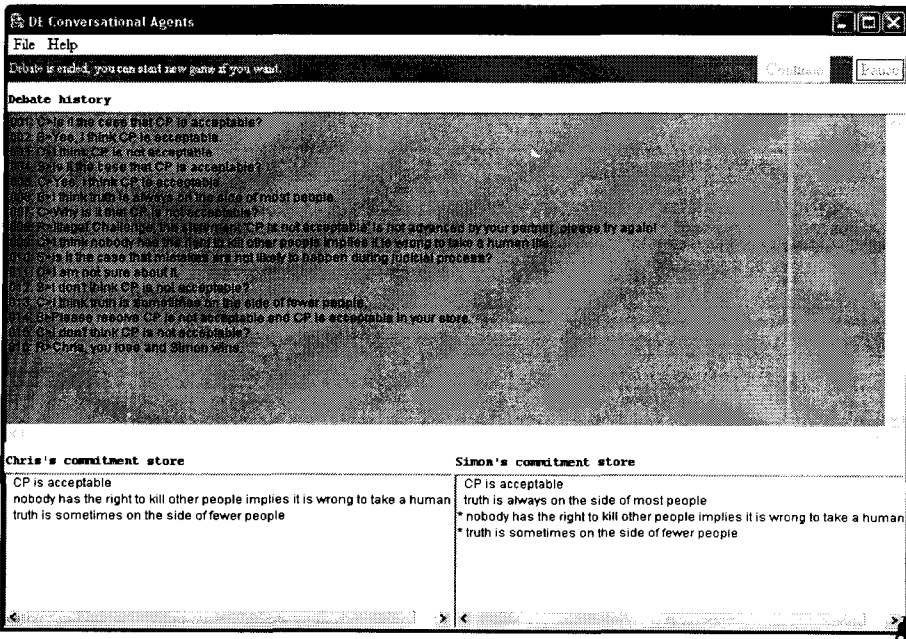 DE Conversational Agents
File Help
Debate is ended, you can start new game if you want.
Continue
Pause
Debate history
001. C>Is it the case that CP is acceptable?
002. S>Yes, I think CP is acceptable.
003. C>I think CP is not acceptable
004. S>Is it the case that CP is acceptable?
005. C>Yes, I think CP is acceptable.
006. S>I think truth is always on the side of most people.
007. C>Why is it that CP is not acceptable?
008. R>Illegal Challenge, the statement 'CP is not acceptable' is not advanced by your partner, please try again!
009. C>I think nobody has the right to kill other people implies it is wrong to take a human life.
010. S>Is it the case that mistakes are not likely to happen during judicial process?
011. C>I am not sure about it.
012. S>I don't think CP is not acceptable?
013. C>I think truth is sometimes on the side of fewer people.
014. S>Please resolve CP is not acceptable and CP is acceptable in your store.
015. C>I don't think CP is not acceptable?
016. R>Chris, you lose and Simon wins.
Chris's commitment store
CP is acceptable
nobody has the right to kill other people implies it is wrong to take a human
truth is sometimes on the side of fewer people
Simon's commitment store
CP is acceptable
truth is always on the side of most people
* nobody has the right to kill other people implies it is wrong to take a human
* truth is sometimes on the side of fewer people